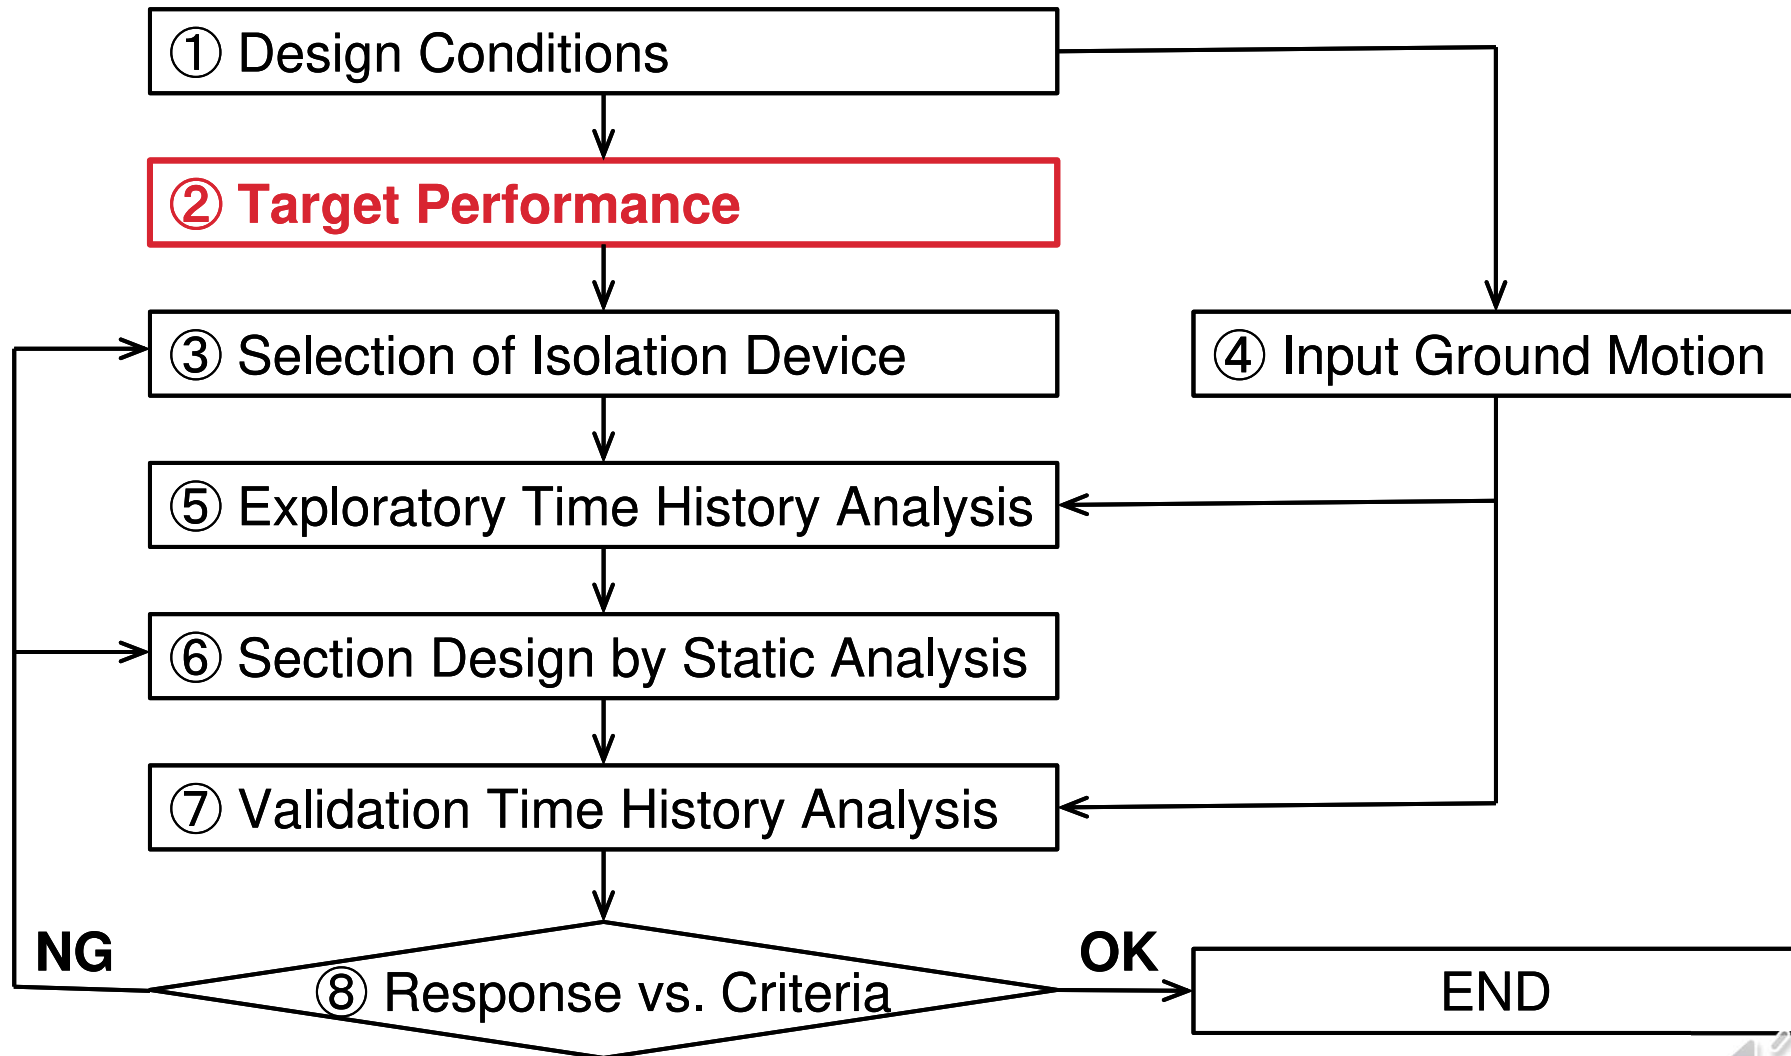 ① Design Conditions
② Target Performance
③ Selection of Isolation Device
④ Input Ground Motion
⑤ Exploratory Time History Analysis
⑥ Section Design by Static Analysis
⑦ Validation Time History Analysis
NG
OK
⑧ Response vs. Criteria
END